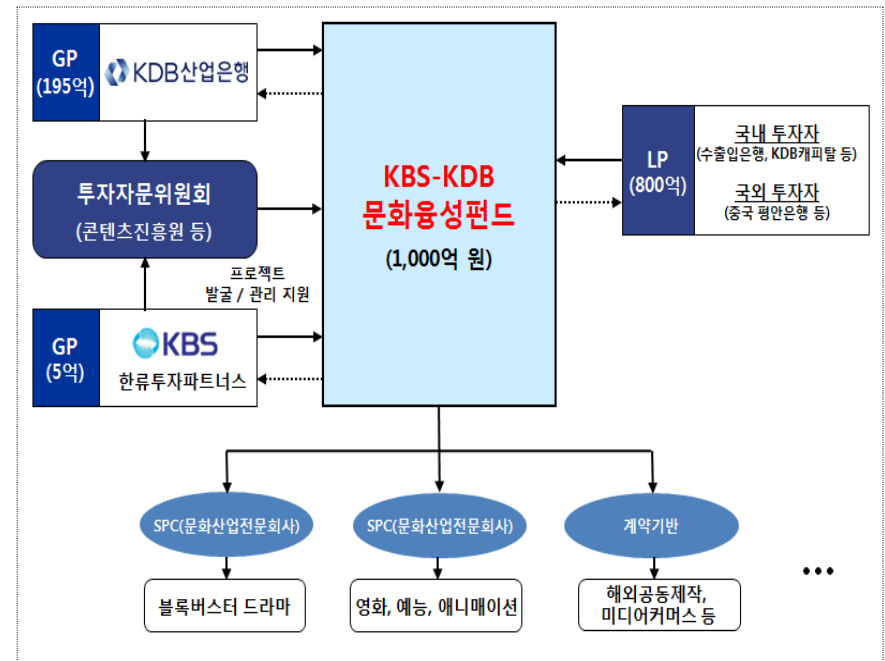 GP
(195억)
KDB산업은행
투자자문위원회
(콘텐츠진흥원 등)
프로젝트
발굴 / 관리 지원
GP
(5억)
KBS
한류투자파트너스
KBS-KDB
문화융성펀드
(1,000억 원)
LP
(800억)
국내 투자자
(수출입은행, KDB캐피탈 등)
국외 투자자
(중국 평안은행 등)
SPC(문화산업전문회사)
SPC(문화산업전문회사)
계약기반
블록버스터 드라마
영화, 예능, 애니매이션
해외공동제작,
미디어커머스 등
•••